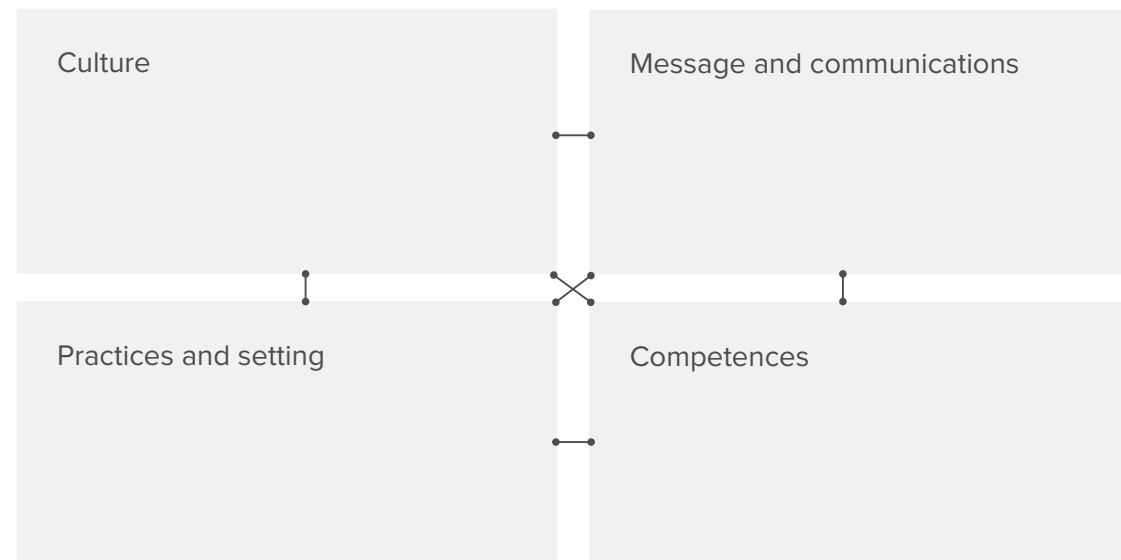 Culture
Message and communications
Practices and setting
Competences